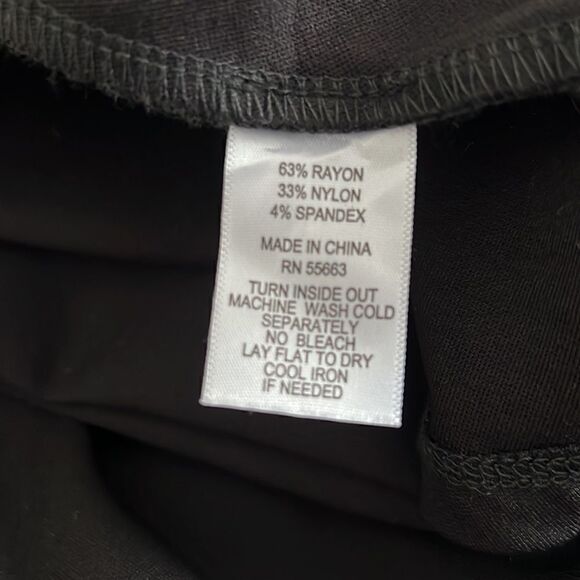 63% RAYON
33% NYLON
4% SPANDEX
MADE IN CHINA
RN 55663
TURN INSIDE OUT
MACHINE WASH COLD
SEPARATELY
NO BLEACH
LAY FLAT TO DRY
COOL IRON
IF NEEDED